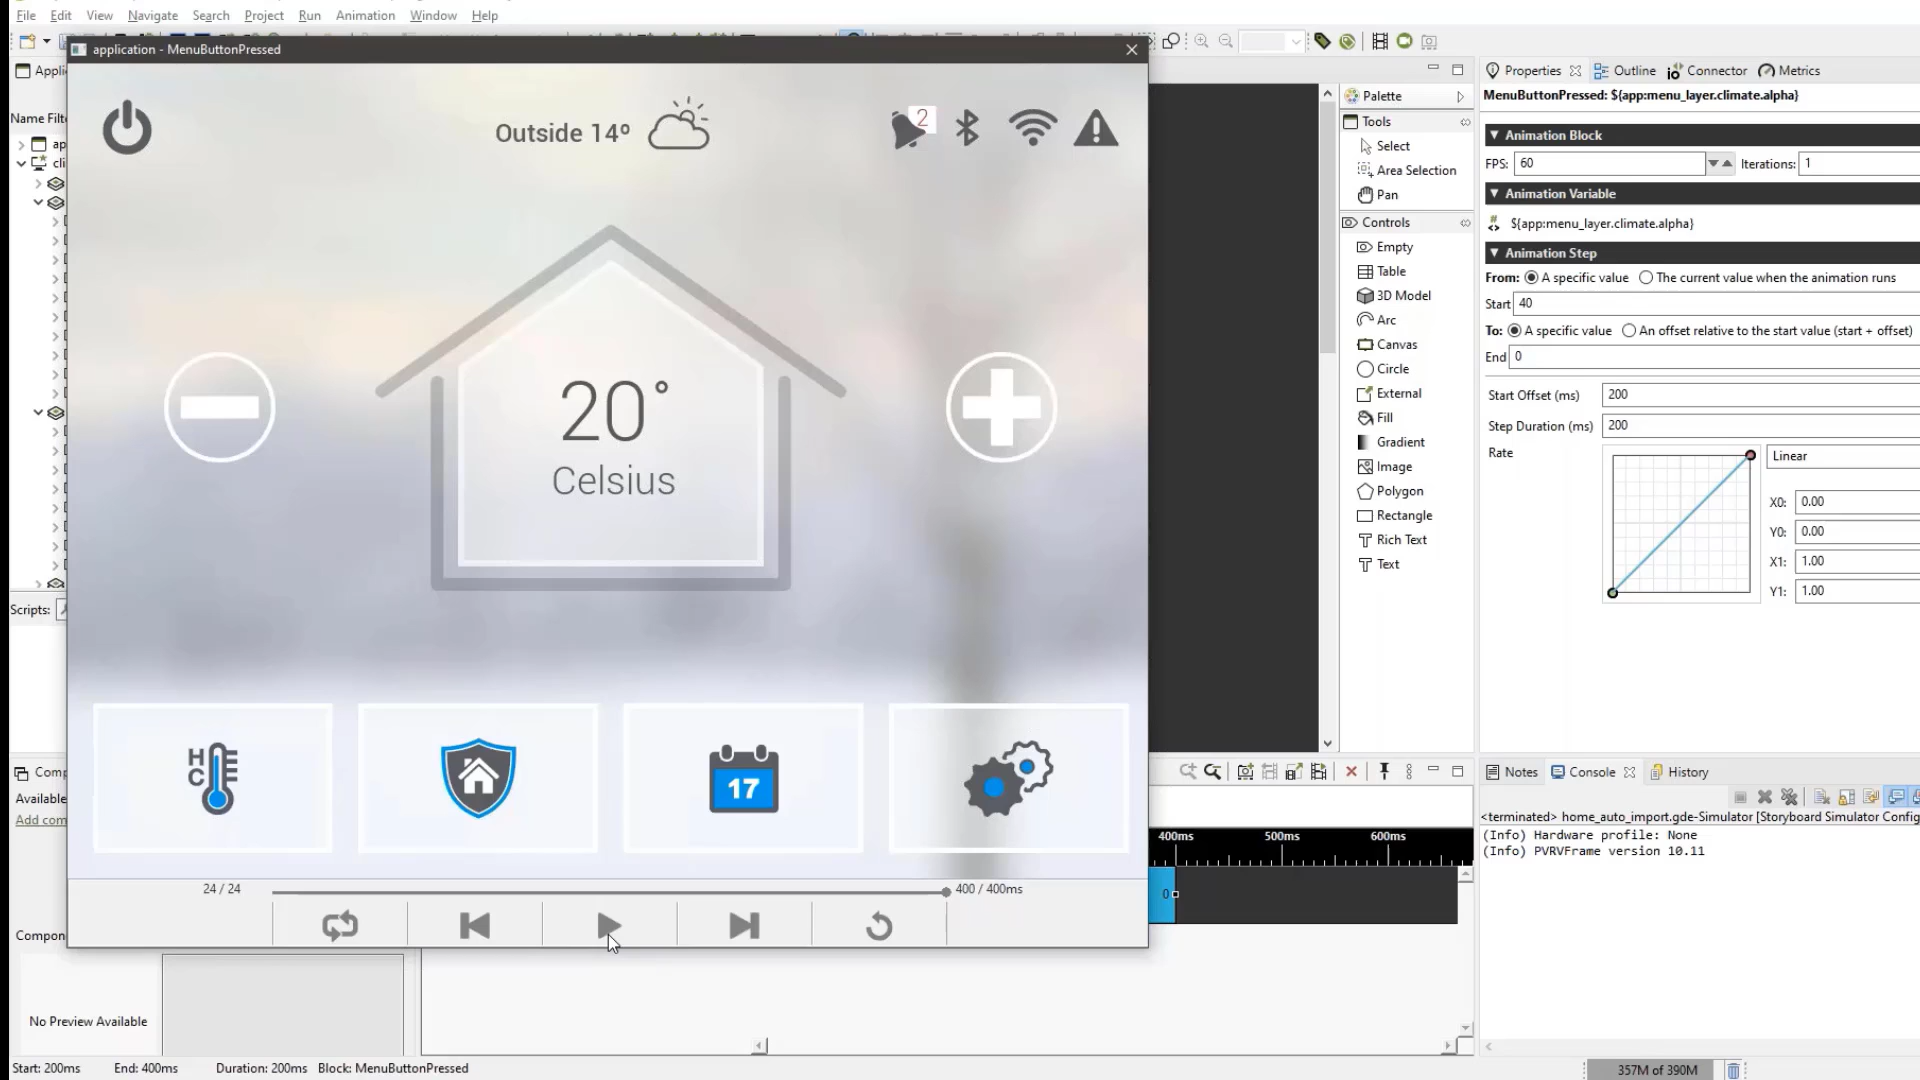 File Edit View Navigate Search Project Run Animation Window Help
application - MenuButtonPressed
Appli
Name Filt
ap
cli
Scripts:
Comp
Available
Add com
Compon
No Preview Available
Outside 14º
2
20°
Celsius
H
C
17
24 / 24
400 / 400ms
Palette
Tools
Select
Area Selection
Pan
Controls
Empty
Table
3D Model
Arc
Canvas
Circle
External
Fill
Gradient
Image
Polygon
Rectangle
Rich Text
Text
400ms 500ms 600ms
0
Properties Outline Connector Metrics
MenuButtonPressed: ${app:menu_layer.climate.alpha}
Animation Block
FPS: 60 Iterations: 1
Animation Variable
${app:menu_layer.climate.alpha}
Animation Step
From: A specific value The current value when the animation runs
Start 40
To: A specific value An offset relative to the start value (start + offset)
End 0
Start Offset (ms) 200
Step Duration (ms) 200
Rate Linear
X0: 0.00
Y0: 0.00
X1: 1.00
Y1: 1.00
Notes Console History
<terminated> home_auto_import.gde-Simulator [Storyboard Simulator Config
(Info) Hardware profile: None
(Info) PVRVFrame version 10.11
Start: 200ms End: 400ms Duration: 200ms Block: MenuButtonPressed
357M of 390M